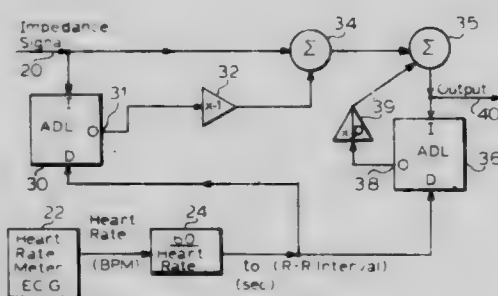 Impedance
Signal
20
34
Σ
35
Σ
32
x-1
31
I
ADL
O
D
30
39
x
Output
40
I
ADL
O
D
36
38
22
Heart
Rate
Meter
ECG
Heart
Rate
(BPM)
24
60
Heart
Rate
to (R-R Interval)
(sec)